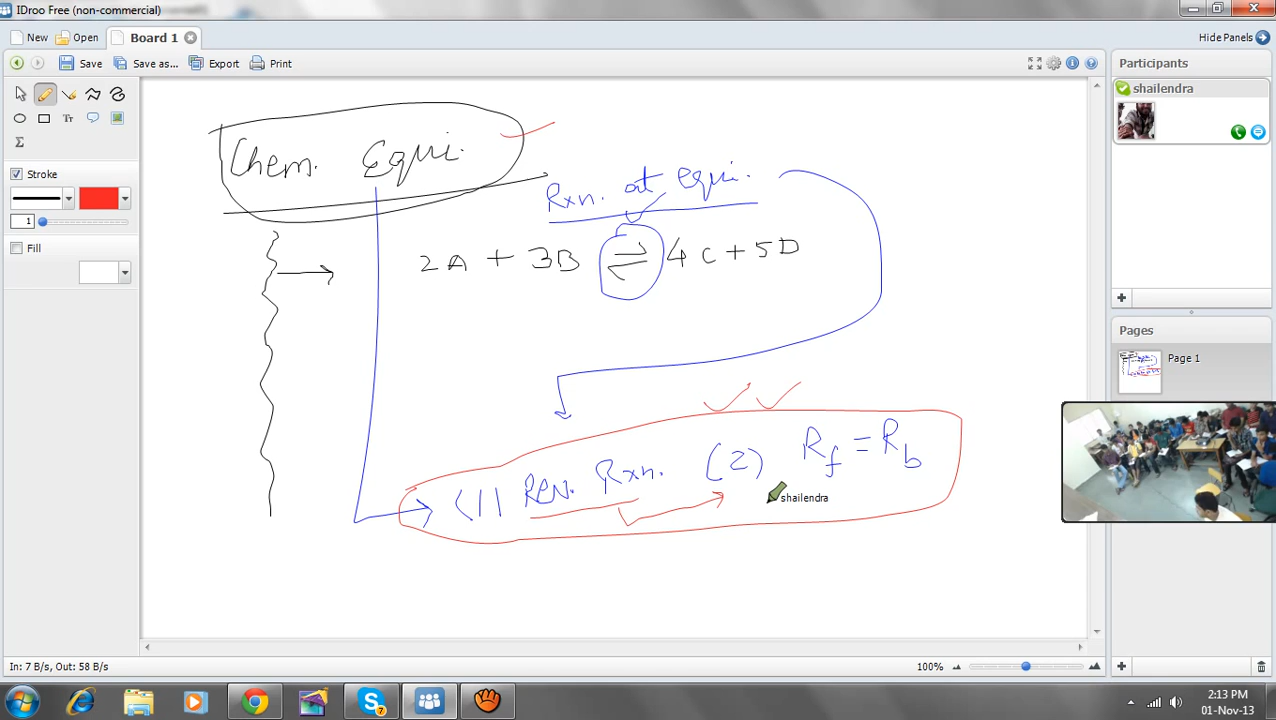 IDroo Free (non-commercial)
New Open Board 1 Hide Panels
Save Save as... Export Print
Participants
shailendra
Chem. Equi.
Rxn. at equi.
2A + 3B ⇌ 4C + 5D
Stroke
1
Fill
Pages
Page 1
(1) Rev. Rxn. (2) Rf = Rb
shailendra
In: 7 B/s, Out: 58 B/s 100%
2:13 PM
01-Nov-13